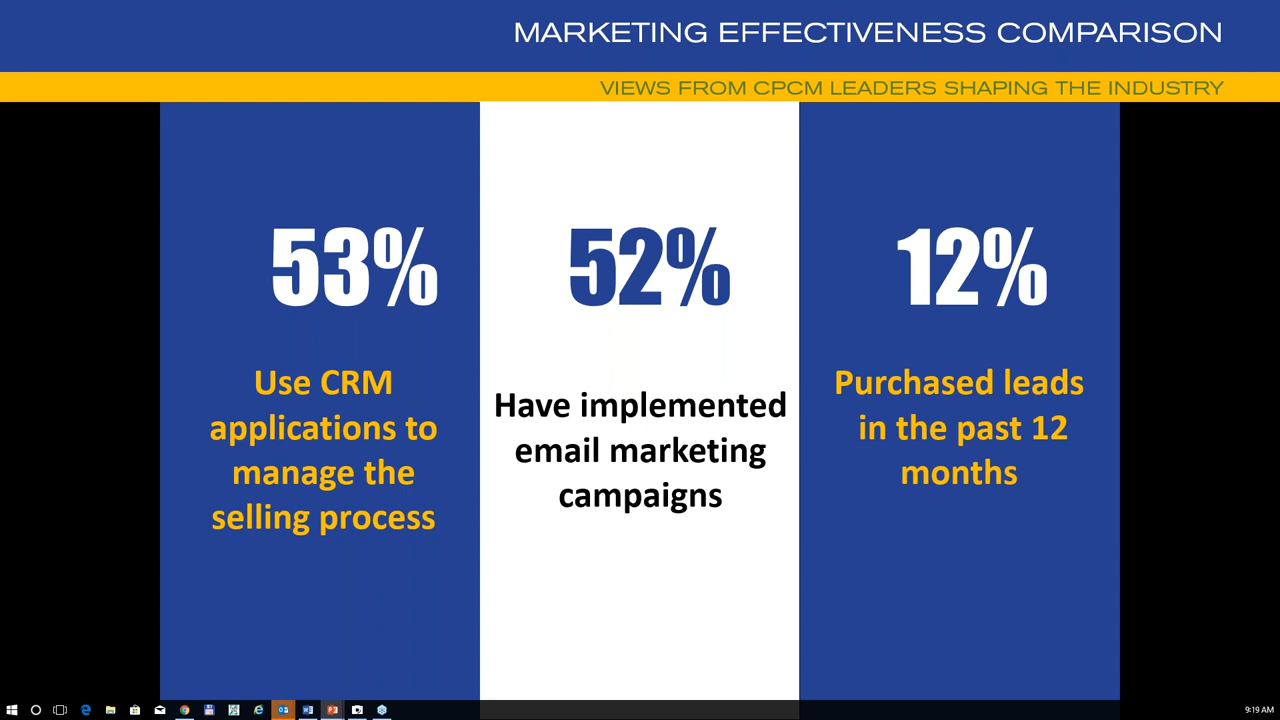 MARKETING EFFECTIVENESS COMPARISON
VIEWS FROM CPCM LEADERS SHAPING THE INDUSTRY
53%
Use CRM
applications to
manage the
selling process
52%
Have implemented
email marketing
campaigns
12%
Purchased leads
in the past 12
months
9:19 AM